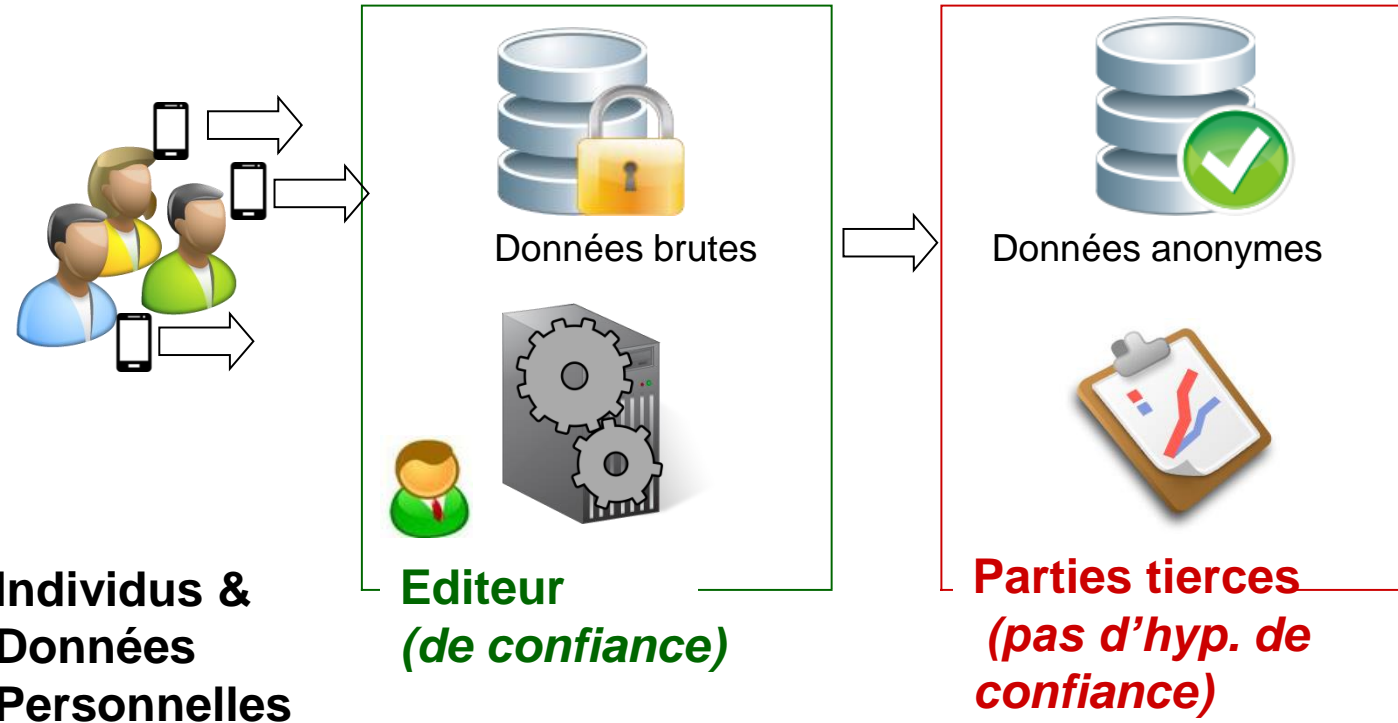 Données brutes
Données anonymes
Individus &
Données
Personnelles
Editeur
(de confiance)
Parties tierces
(pas d’hyp. de
confiance)